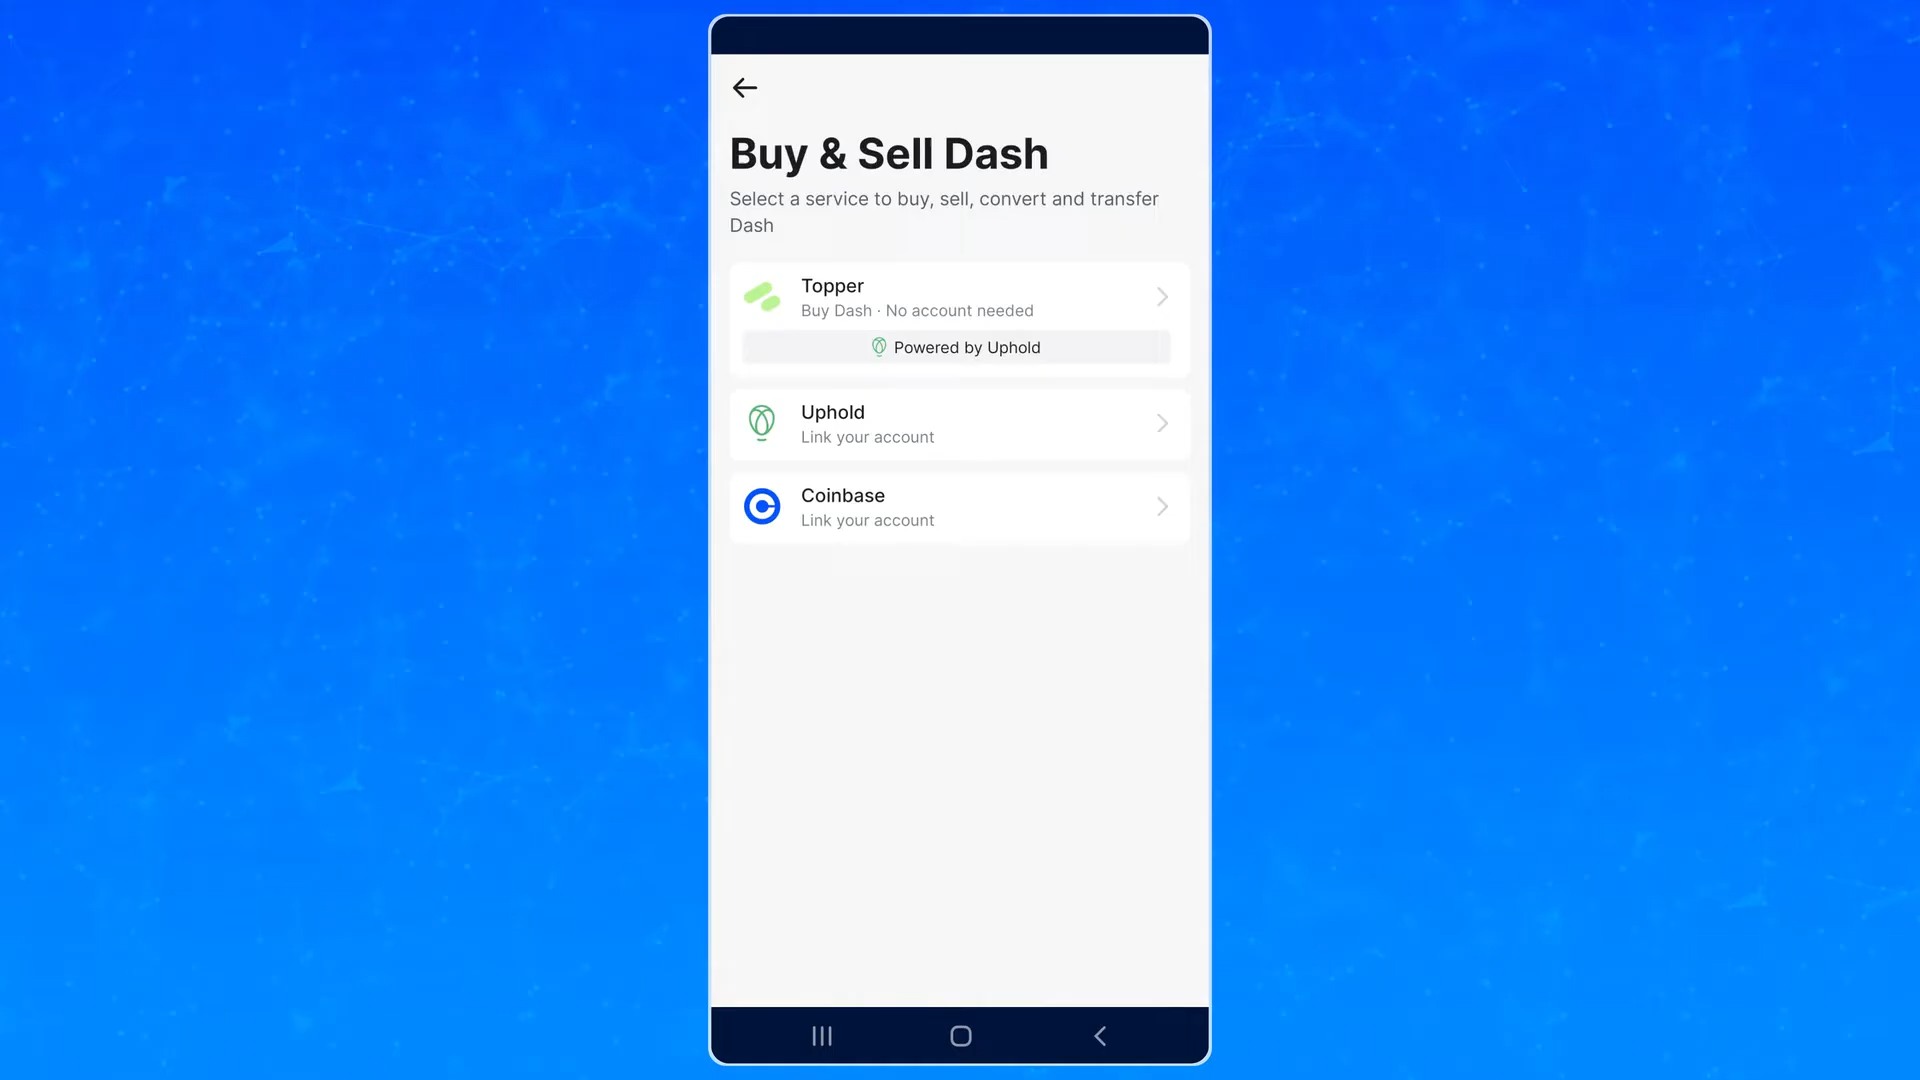 Buy & Sell Dash
Select a service to buy, sell, convert and transfer
Dash
Topper
Buy Dash · No account needed
Powered by Uphold
Uphold
Link your account
Coinbase
Link your account